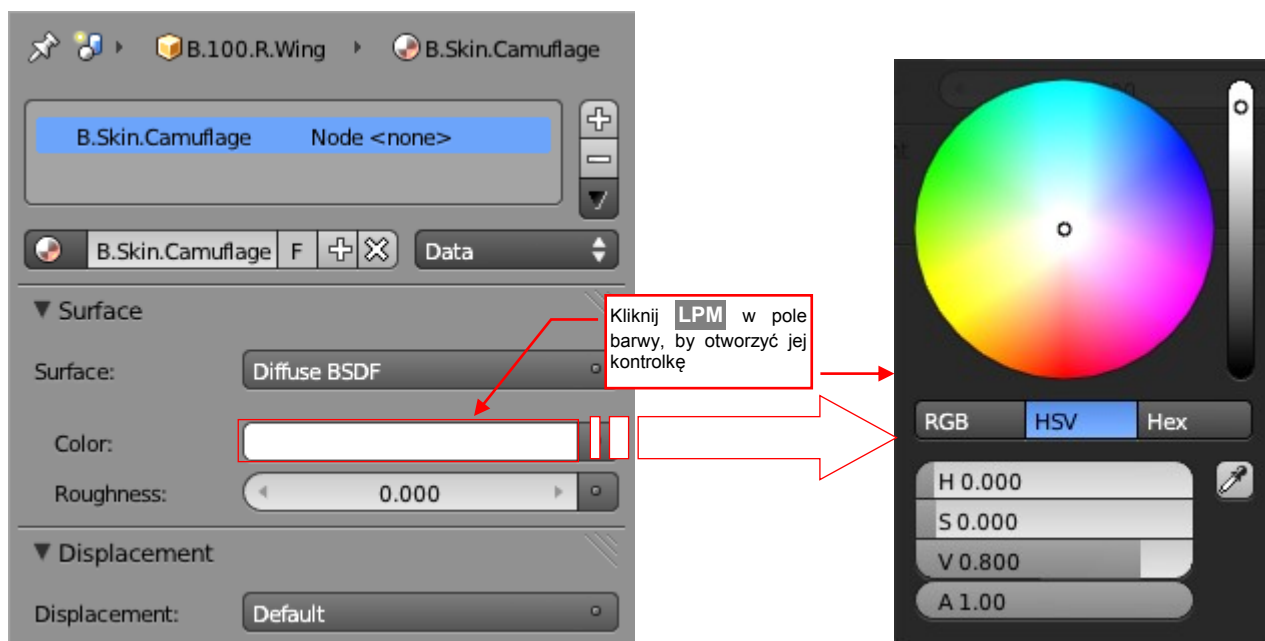 B.100.R.Wing B.Skin.Camuflage
B.Skin.Camuflage Node <none>
B.Skin.Camuflage F Data
Surface
Surface: Diffuse BSDF
Color:
Roughness: 0.000
Displacement
Displacement: Default
Kliknij LPM w pole
barwy, by otworzyć jej
kontrolkę
RGB HSV Hex
H 0.000
S 0.000
V 0.800
A 1.00